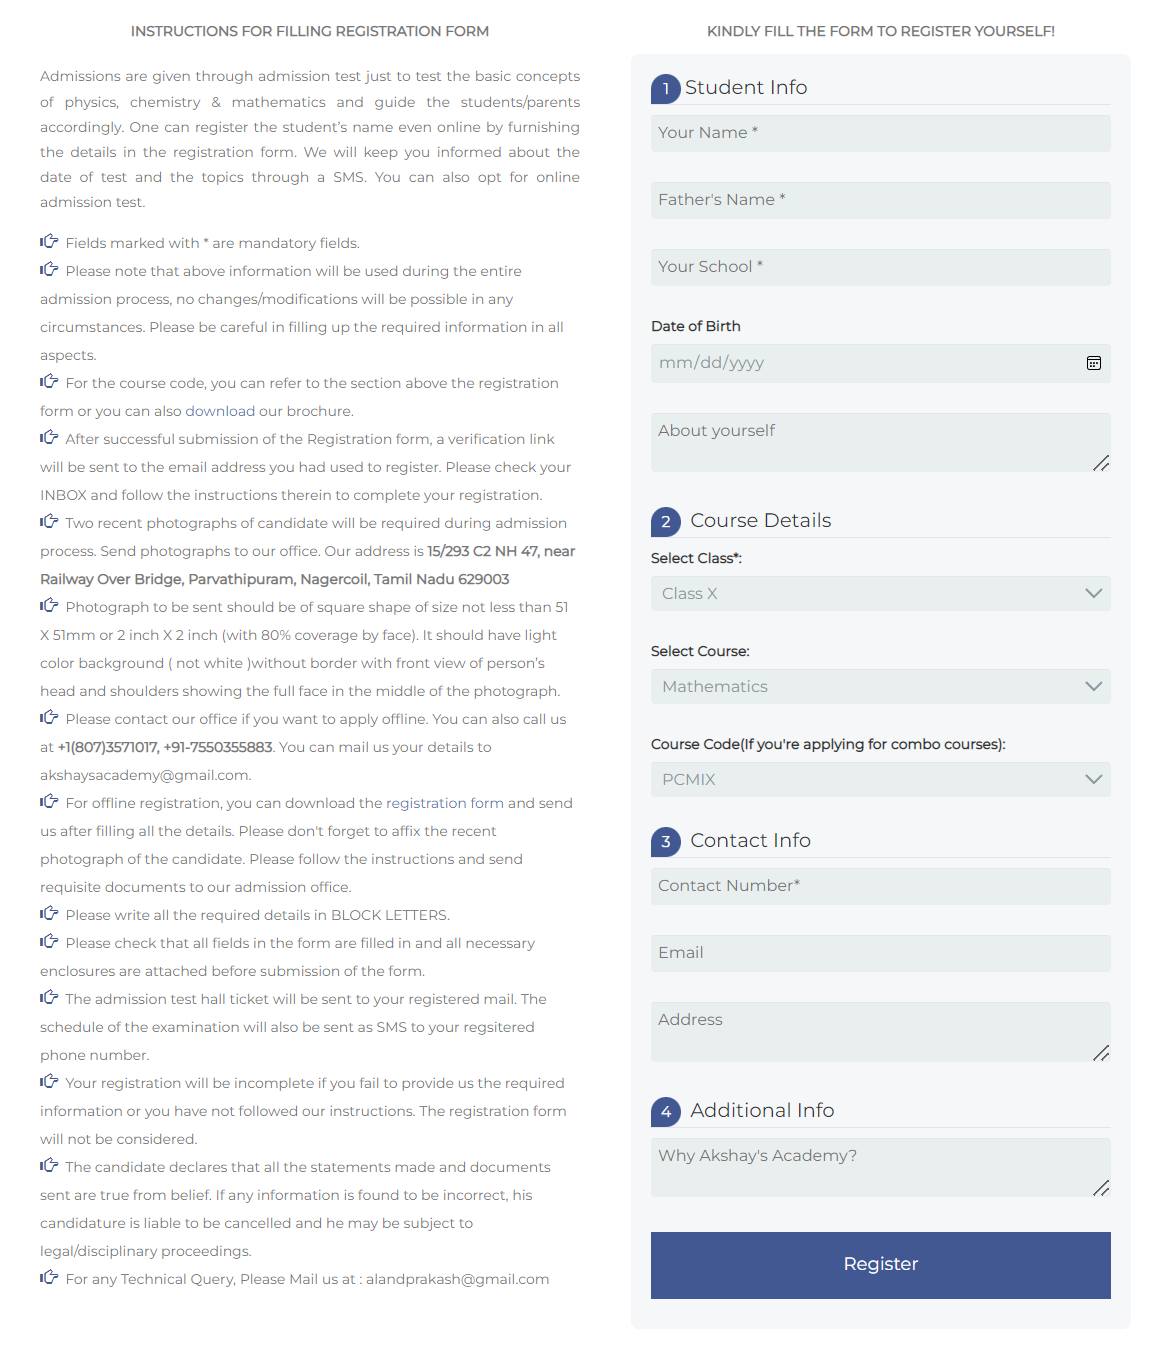 INSTRUCTIONS FOR FILLING REGISTRATION FORM
Admissions are given through admission test just to test the basic concepts
of physics, chemistry & mathematics and guide the students/parents
accordingly. One can register the student’s name even online by furnishing
the details in the registration form. We will keep you informed about the
date of test and the topics through a SMS. You can also opt for online
admission test.
Fields marked with * are mandatory fields.
Please note that above information will be used during the entire
admission process, no changes/modifications will be possible in any
circumstances. Please be careful in filling up the required information in all
aspects.
For the course code, you can refer to the section above the registration
form or you can also download our brochure.
After successful submission of the Registration form, a verification link
will be sent to the email address you had used to register. Please check your
INBOX and follow the instructions therein to complete your registration.
Two recent photographs of candidate will be required during admission
process. Send photographs to our office. Our address is 15/293 C2 NH 47, near
Railway Over Bridge, Parvathipuram, Nagercoil, Tamil Nadu 629003
Photograph to be sent should be of square shape of size not less than 51
X 51mm or 2 inch X 2 inch (with 80% coverage by face). It should have light
color background ( not white )without border with front view of person’s
head and shoulders showing the full face in the middle of the photograph.
Please contact our office if you want to apply offline. You can also call us
at +1(807)3571017, +91-7550355883. You can mail us your details to
akshaysacademy@gmail.com.
For offline registration, you can download the registration form and send
us after filling all the details. Please don't forget to affix the recent
photograph of the candidate. Please follow the instructions and send
requisite documents to our admission office.
Please write all the required details in BLOCK LETTERS.
Please check that all fields in the form are filled in and all necessary
enclosures are attached before submission of the form.
The admission test hall ticket will be sent to your registered mail. The
schedule of the examination will also be sent as SMS to your regsitered
phone number.
Your registration will be incomplete if you fail to provide us the required
information or you have not followed our instructions. The registration form
will not be considered.
The candidate declares that all the statements made and documents
sent are true from belief. If any information is found to be incorrect, his
candidature is liable to be cancelled and he may be subject to
legal/disciplinary proceedings.
For any Technical Query, Please Mail us at : alandprakash@gmail.com
KINDLY FILL THE FORM TO REGISTER YOURSELF!
1 Student Info
Your Name *
Father's Name *
Your School *
Date of Birth
mm/dd/yyyy
About yourself
2 Course Details
Select Class*:
Class X
Select Course:
Mathematics
Course Code(If you're applying for combo courses):
PCMIX
3 Contact Info
Contact Number*
Email
Address
4 Additional Info
Why Akshay's Academy?
Register